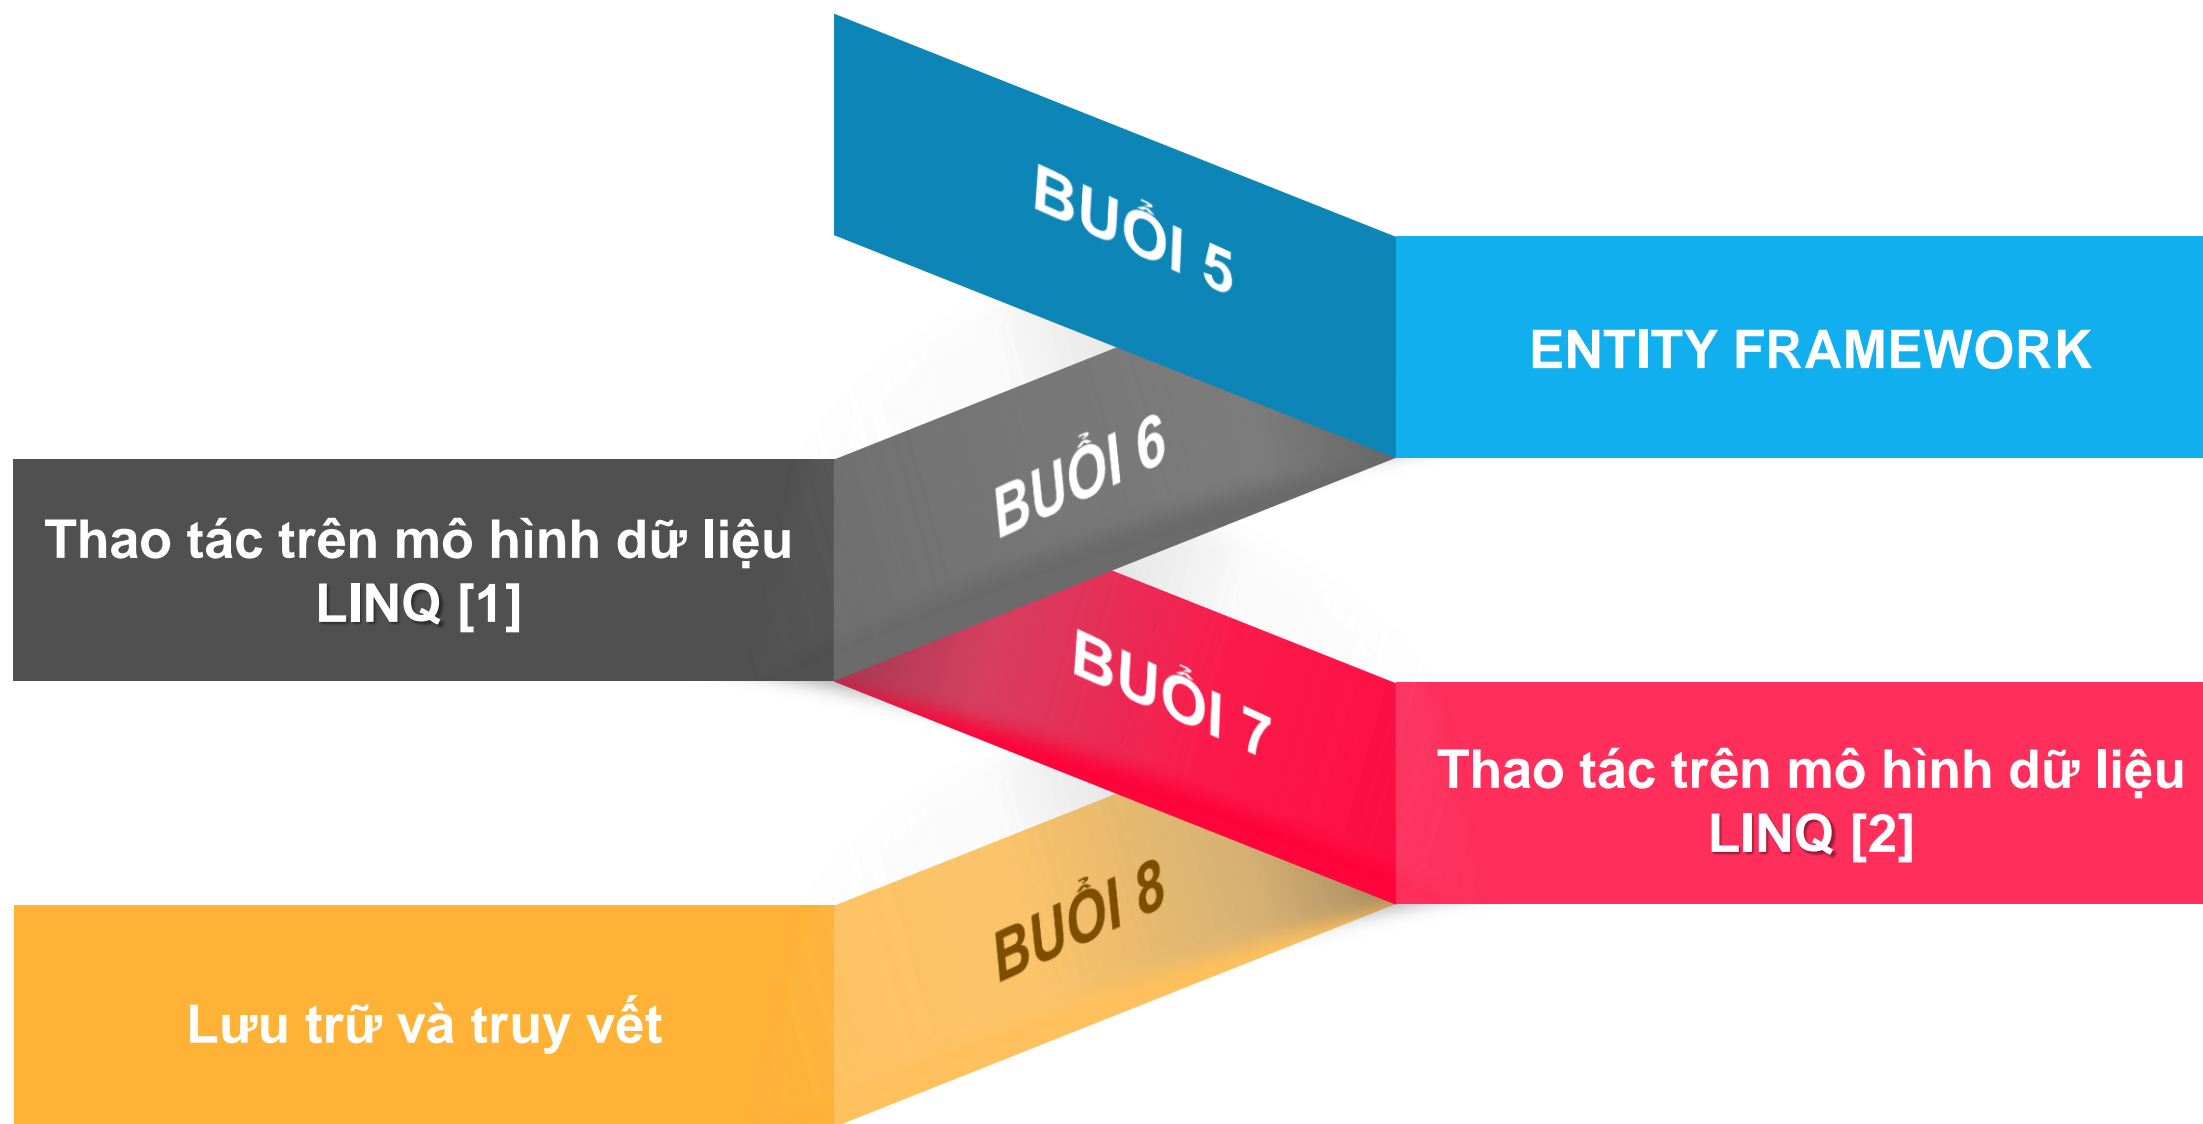 BUỔI 5
ENTITY FRAMEWORK
BUỔI 6
Thao tác trên mô hình dữ liệu
LINQ [1]
BUỔI 7
Thao tác trên mô hình dữ liệu
LINQ [2]
BUỔI 8
Lưu trữ và truy vết